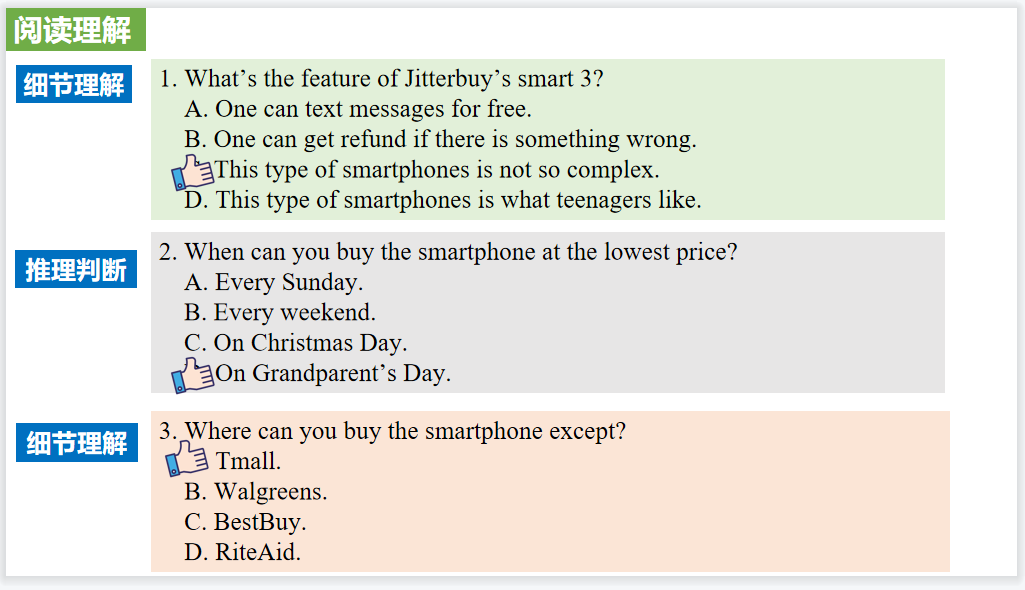 阅读理解
细节理解
1. What’s the feature of Jitterbuy’s smart 3?
A. One can text messages for free.
B. One can get refund if there is something wrong.
This type of smartphones is not so complex.
D. This type of smartphones is what teenagers like.
推理判断
2. When can you buy the smartphone at the lowest price?
A. Every Sunday.
B. Every weekend.
C. On Christmas Day.
On Grandparent’s Day.
细节理解
3. Where can you buy the smartphone except?
Tmall.
B. Walgreens.
C. BestBuy.
D. RiteAid.